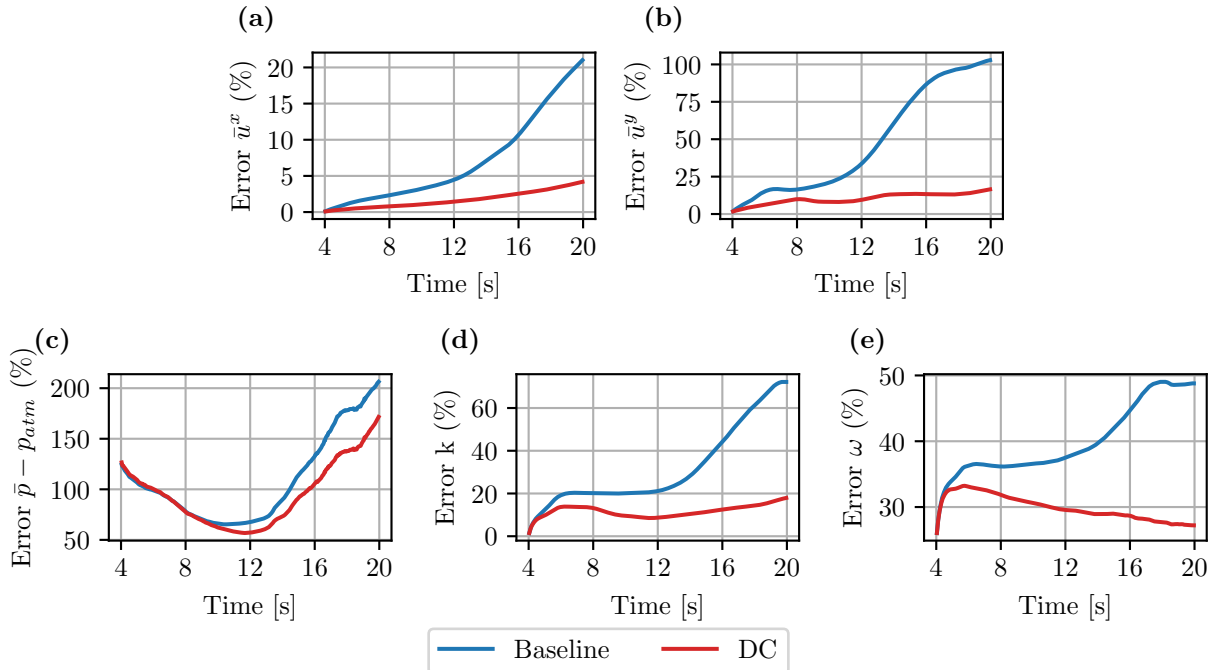 (a)
Error ūˣ (%)
20
15
10
5
0
4 8 12 16 20
Time [s]
(b)
Error ūʸ (%)
100
75
50
25
0
4 8 12 16 20
Time [s]
(c)
Error p̄ − pₐₜₘ (%)
200
150
100
50
4 8 12 16 20
Time [s]
(d)
Error k (%)
60
40
20
0
4 8 12 16 20
Time [s]
(e)
Error ω (%)
50
40
30
4 8 12 16 20
Time [s]
Baseline DC